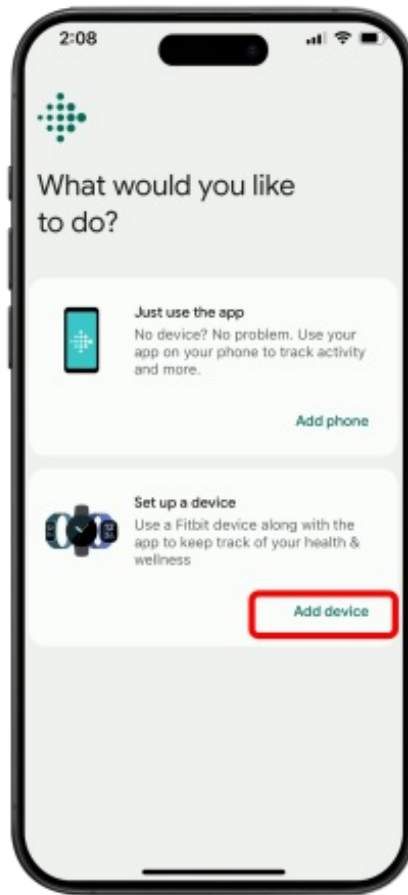 2:08
What would you like
to do?
Just use the app
No device? No problem. Use your
app on your phone to track activity
and more.
Add phone
Set up a device
Use a Fitbit device along with the
app to keep track of your health &
wellness
Add device